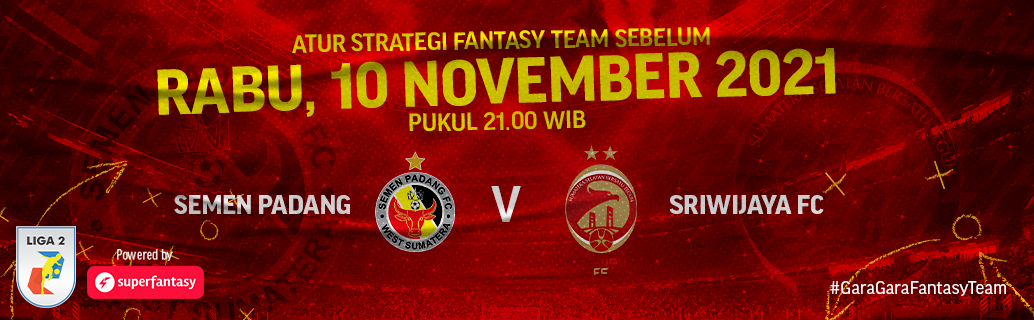 ATUR STRATEGI FANTASY TEAM SEBELUM
RABU, 10 NOVEMBER 2021
PUKUL 21.00 WIB
SEMEN PADANG
SEMEN PADANG FC
WEST SUMATERA
V
SRIWIJAYA FC
LIGA 2
Powered by
superfantasy
#GaraGaraFantasyTeam